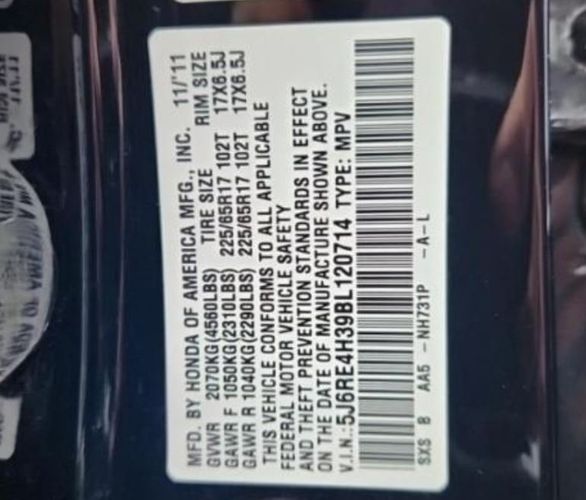 MFD. BY HONDA OF AMERICA MFG., INC. 11/'11
GVWR 2070KG(4560LBS) TIRE SIZE RIM SIZE
GAWR F 1050KG(2310LBS) 225/65R17 102T 17X6.5J
GAWR R 1040KG(2290LBS) 225/65R17 102T 17X6.5J
THIS VEHICLE CONFORMS TO ALL APPLICABLE
FEDERAL MOTOR VEHICLE SAFETY
AND THEFT PREVENTION STANDARDS IN EFFECT
ON THE DATE OF MANUFACTURE SHOWN ABOVE.
V.I.N.:5J6RE4H39BL120714 TYPE: MPV
SXS B AA5 -NH731P -A-L